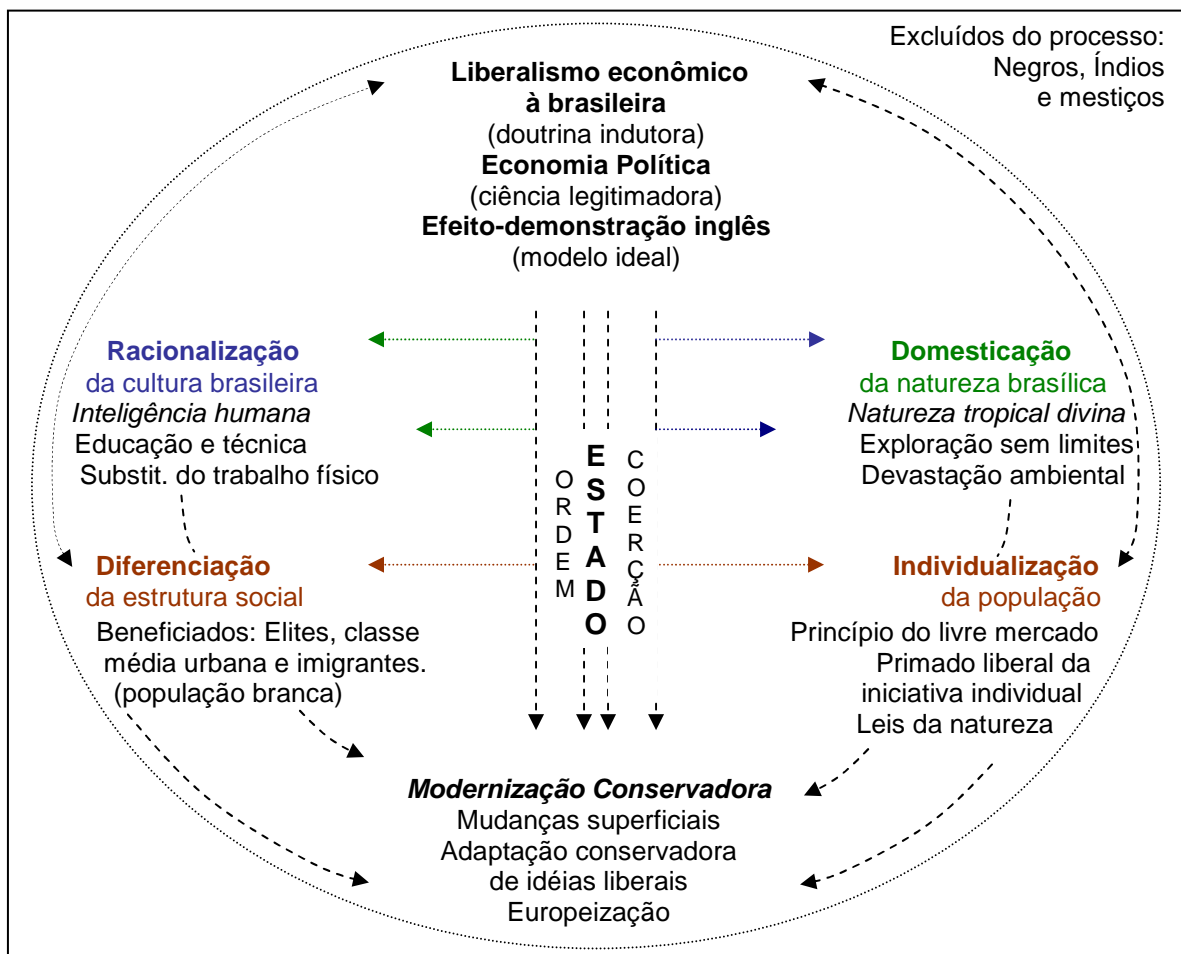 Excluídos do processo:
Negros, Índios
e mestiços
Liberalismo econômico
à brasileira
(doutrina indutora)
Economia Política
(ciência legitimadora)
Efeito-demonstração inglês
(modelo ideal)
Racionalização
da cultura brasileira
Inteligência humana
Educação e técnica
Substit. do trabalho físico
Domesticação
da natureza brasílica
Natureza tropical divina
Exploração sem limites
Devastação ambiental
ORDEM
ESTADO
COERÇÃO
Diferenciação
da estrutura social
Beneficiados: Elites, classe
média urbana e imigrantes.
(população branca)
Individualização
da população
Princípio do livre mercado
Primado liberal da
iniciativa individual
Leis da natureza
Modernização Conservadora
Mudanças superficiais
Adaptação conservadora
de idéias liberais
Europeização